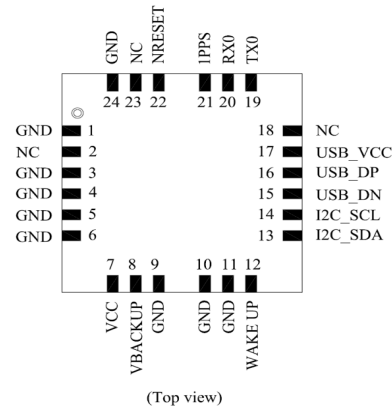 GND NC NRESET 1PPS RX0 TX0
24 23 22 21 20 19
GND 1 18 NC
NC 2 17 USB_VCC
GND 3 16 USB_DP
GND 4 15 USB_DN
GND 5 14 I2C_SCL
GND 6 13 I2C_SDA
7 8 9 10 11 12
VCC VBACKUP GND GND GND WAKE UP
(Top view)